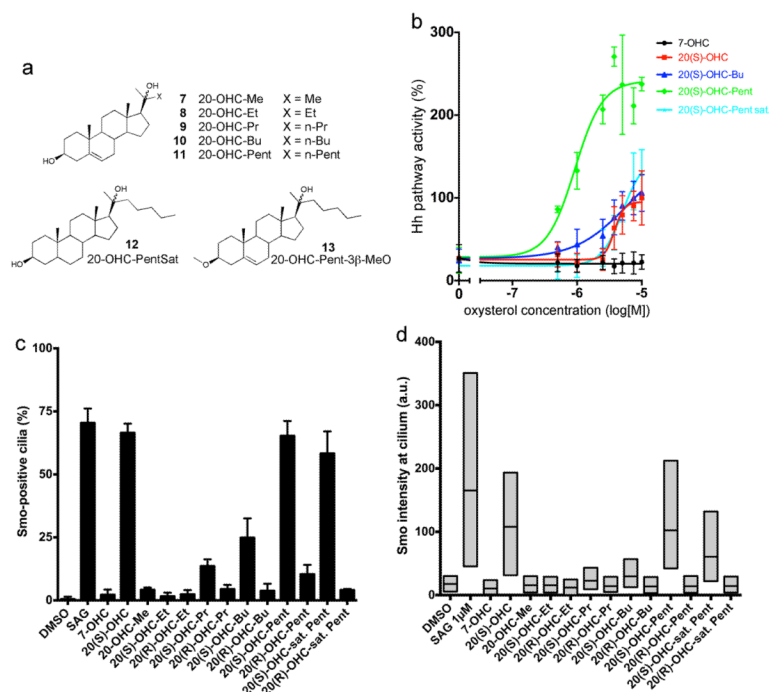 a
OH
X
HO
7 20-OHC-Me X = Me
8 20-OHC-Et X = Et
9 20-OHC-Pr X = n-Pr
10 20-OHC-Bu X = n-Bu
11 20-OHC-Pent X = n-Pent
OH
HO
12
20-OHC-PentSat
OH
O
13
20-OHC-Pent-3β-MeO
b
Hh pathway activity (%)
300
200
100
0
0 -7 -6 -5
oxysterol concentration (log[M])
7-OHC
20(S)-OHC
20(S)-OHC-Bu
20(S)-OHC-Pent
20(S)-OHC-Pent sat
c
Smo-positive cilia (%)
100
75
50
25
0
DMSO
SAG
7-OHC
20(S)-OHC
20-OHC-Me
20(S)-OHC-Et
20(R)-OHC-Et
20(S)-OHC-Pr
20(R)-OHC-Pr
20(S)-OHC-Bu
20(R)-OHC-Bu
20(S)-OHC-Pent
20(R)-OHC-Pent
20(S)-OHC-sat. Pent
20(R)-OHC-sat. Pent
d
Smo intensity at cilium (a.u.)
400
300
200
100
0
DMSO
SAG 1μM
7-OHC
20(S)-OHC
20-OHC-Me
20(S)-OHC-Et
20(R)-OHC-Et
20(S)-OHC-Pr
20(R)-OHC-Pr
20(S)-OHC-Bu
20(R)-OHC-Bu
20(S)-OHC-Pent
20(R)-OHC-Pent
20(S)-OHC-sat. Pent
20(R)-OHC-sat. Pent